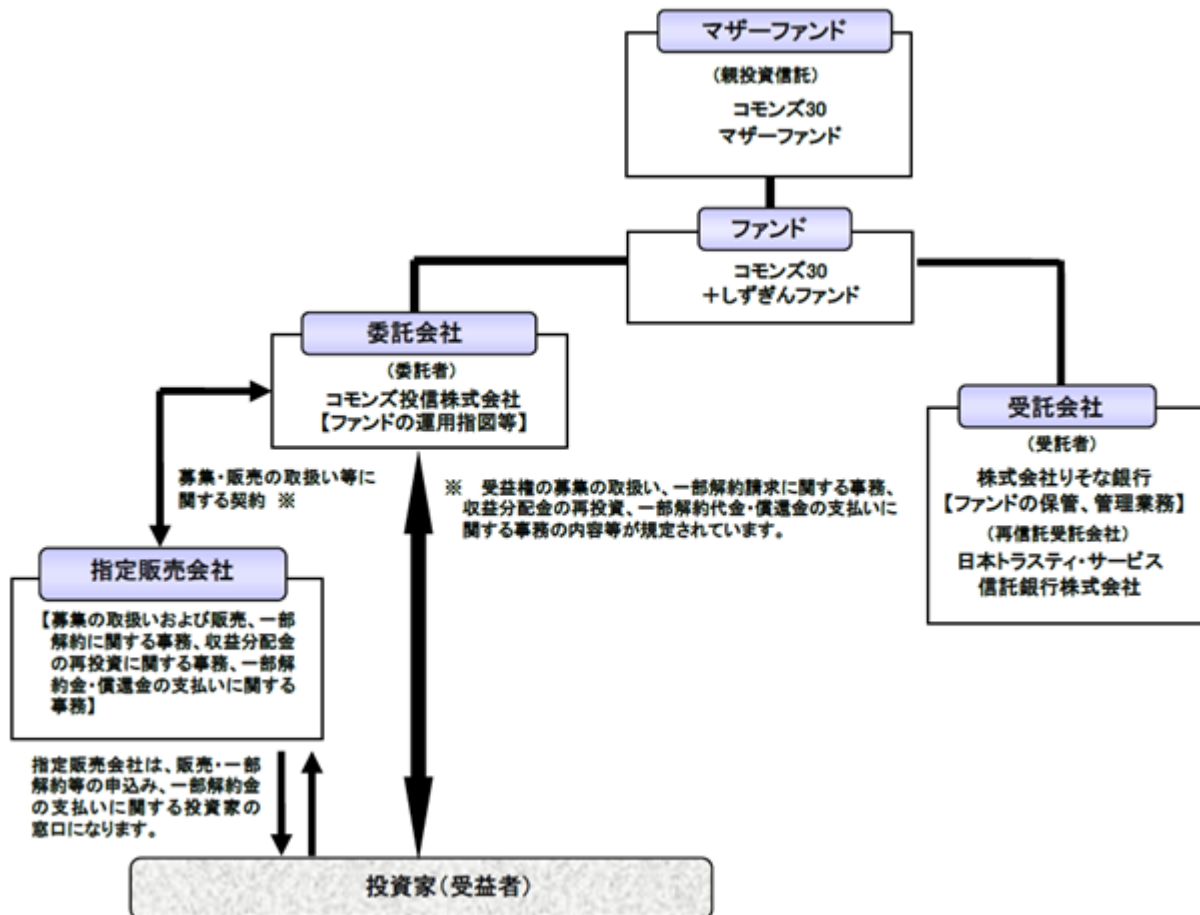 マザーファンド
(親投資信託)
コモンズ30
マザーファンド
ファンド
コモンズ30
+しずぎんファンド
委託会社
(委託者)
コモンズ投信株式会社
【ファンドの運用指図等】
受託会社
(受託者)
株式会社りそな銀行
【ファンドの保管、管理業務】
(再信託受託会社)
日本トラスティ・サービス
信託銀行株式会社
募集・販売の取扱い等に
関する契約 ※
※ 受益権の募集の取扱い、一部解約請求に関する事務、
収益分配金の再投資、一部解約代金・償還金の支払いに
関する事務の内容等が規定されています。
指定販売会社
【募集の取扱いおよび販売、一部
解約に関する事務、収益分配金
の再投資に関する事務、一部解
約金・償還金の支払いに関する
事務】
指定販売会社は、販売・一部
解約等の申込み、一部解約金
の支払いに関する投資家の
窓口になります。
投資家(受益者)